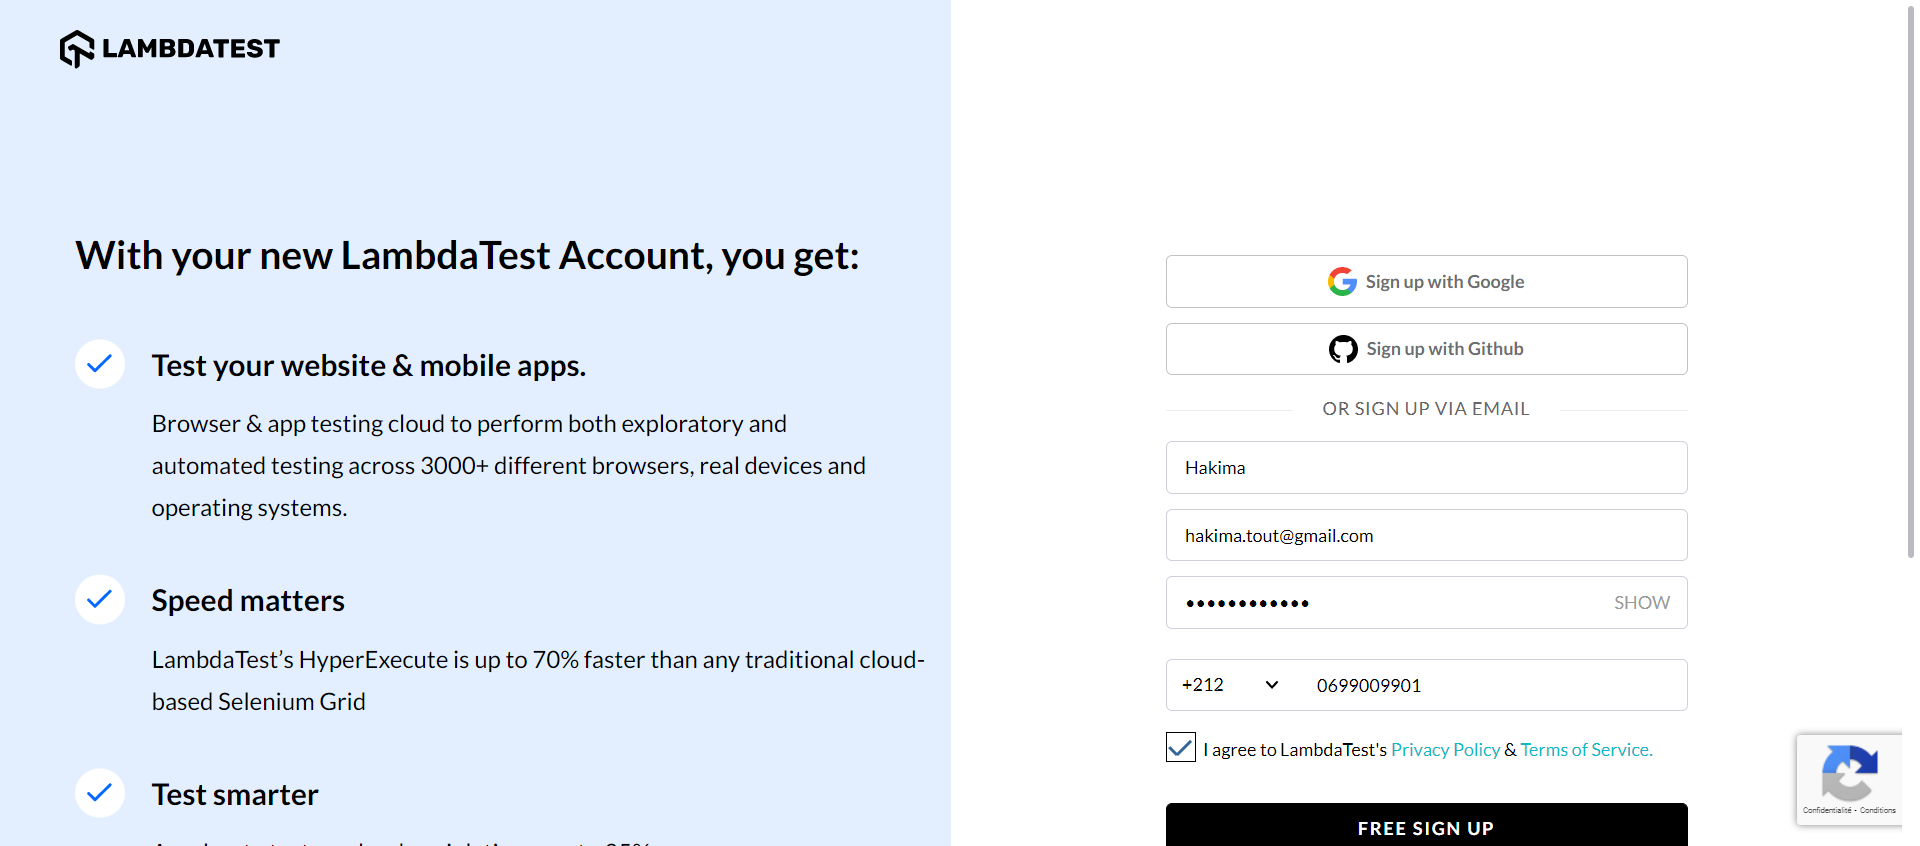 LAMBDATEST
With your new LambdaTest Account, you get:
Test your website & mobile apps.
Browser & app testing cloud to perform both exploratory and
automated testing across 3000+ different browsers, real devices and
operating systems.
Speed matters
LambdaTest’s HyperExecute is up to 70% faster than any traditional cloud-
based Selenium Grid
Test smarter
Sign up with Google
Sign up with Github
OR SIGN UP VIA EMAIL
Hakima
hakima.tout@gmail.com
•••••••••••• SHOW
+212 0699009901
I agree to LambdaTest's Privacy Policy & Terms of Service.
FREE SIGN UP
Confidentialité - Conditions